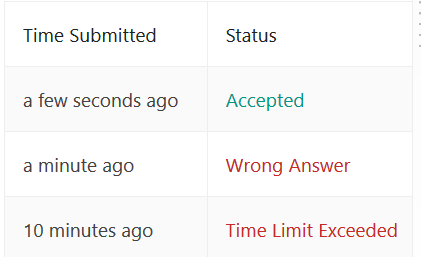 Time Submitted Status
a few seconds ago Accepted
a minute ago Wrong Answer
10 minutes ago Time Limit Exceeded